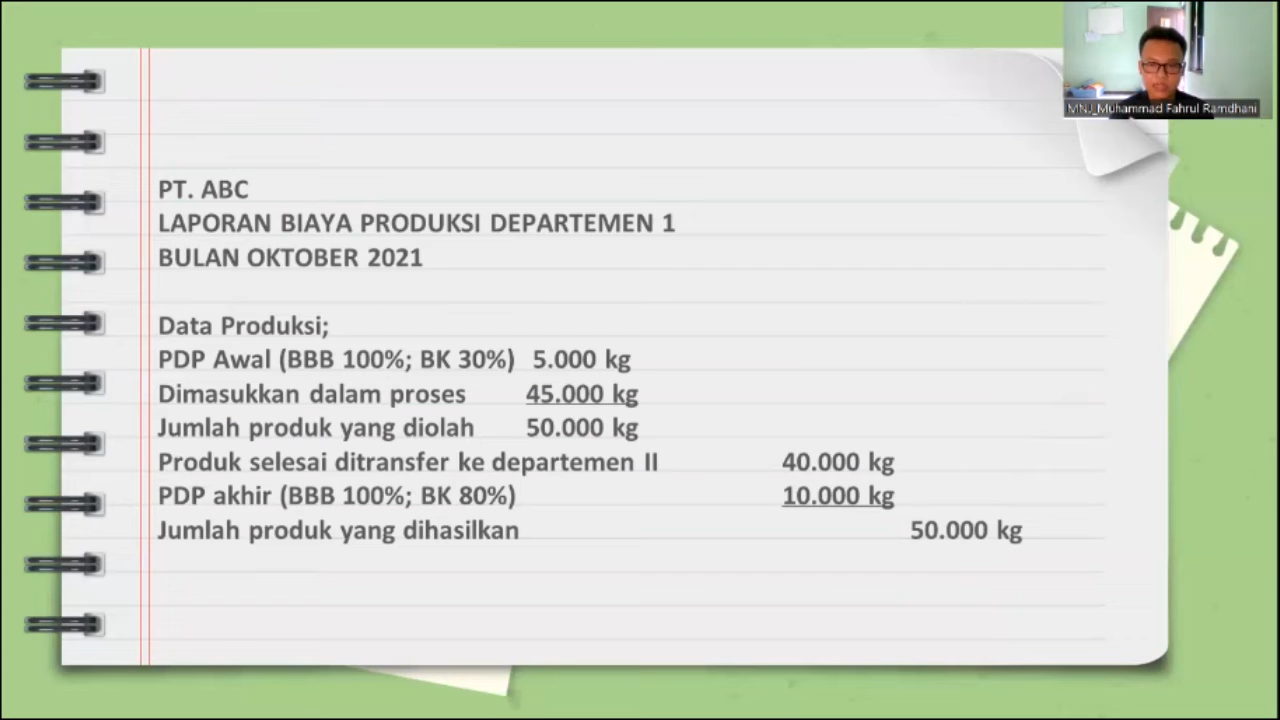 MNJ_Muhammad Fahrul Ramdhani
PT. ABC
LAPORAN BIAYA PRODUKSI DEPARTEMEN 1
BULAN OKTOBER 2021
Data Produksi;
PDP Awal (BBB 100%; BK 30%) 5.000 kg
Dimasukkan dalam proses 45.000 kg
Jumlah produk yang diolah 50.000 kg
Produk selesai ditransfer ke departemen II 40.000 kg
PDP akhir (BBB 100%; BK 80%) 10.000 kg
Jumlah produk yang dihasilkan 50.000 kg